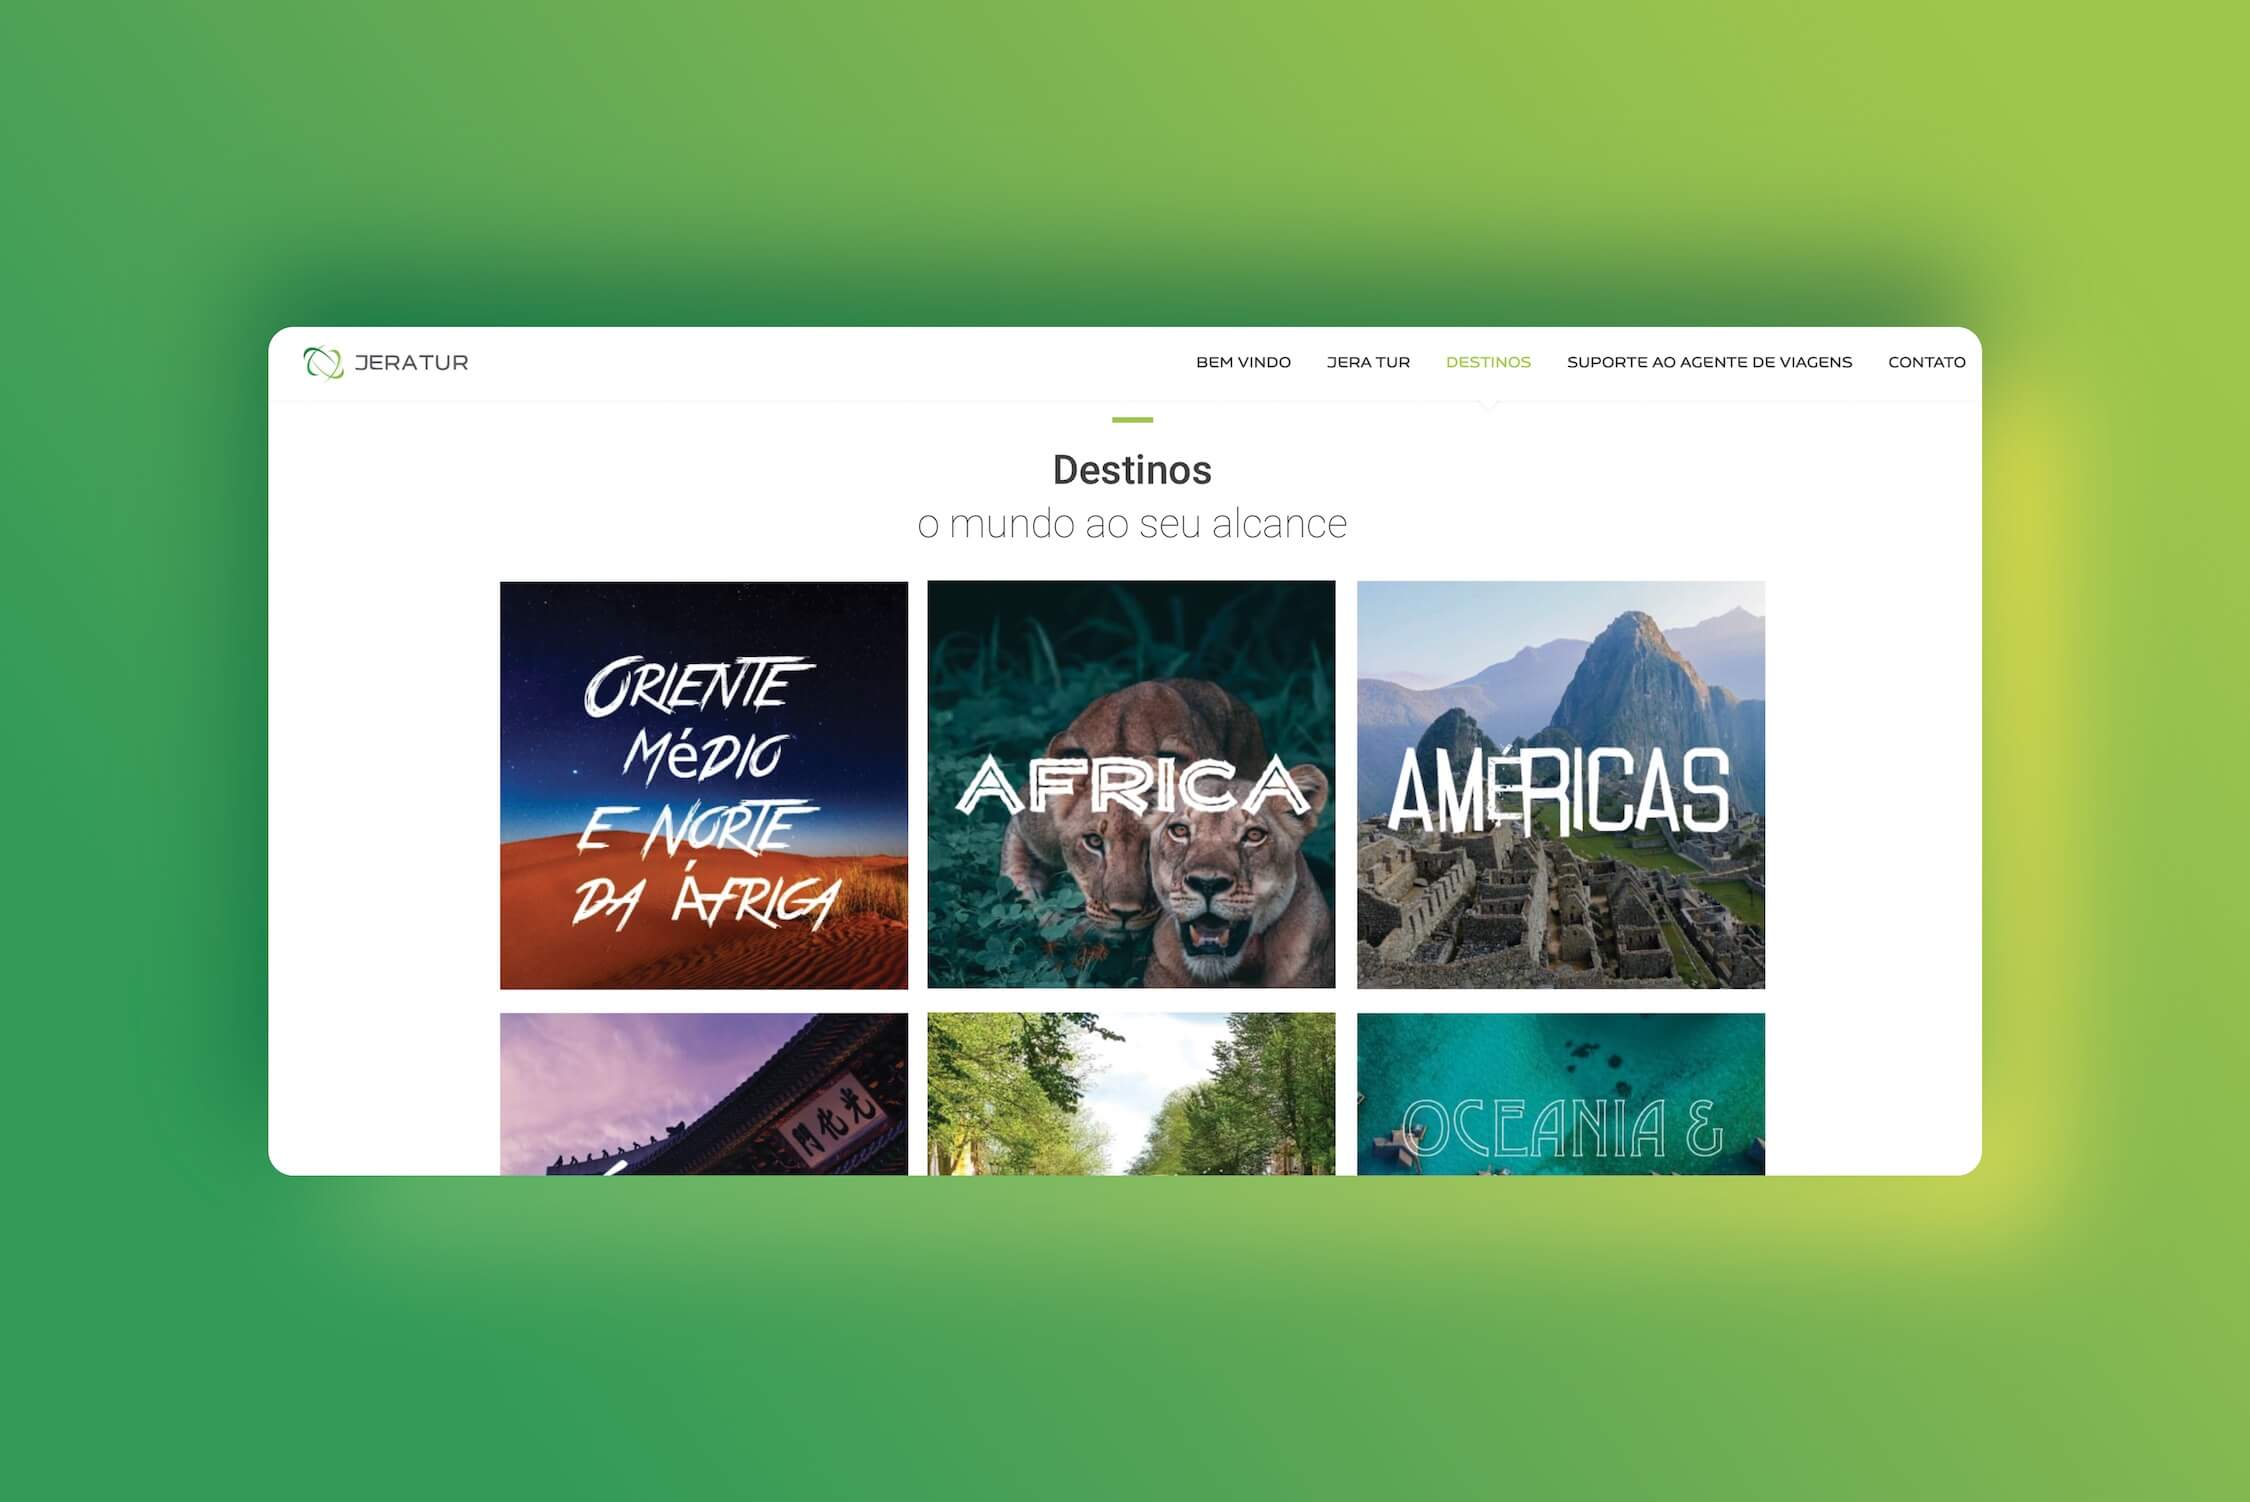 JERATUR
BEM VINDO JERA TUR DESTINOS SUPORTE AO AGENTE DE VIAGENS CONTATO
Destinos
o mundo ao seu alcance
ORIENTE
MéDIO
E NORTE
DA ÁFRICA
AFRICA
AMÉRICAS
門化光
OCEANIA &